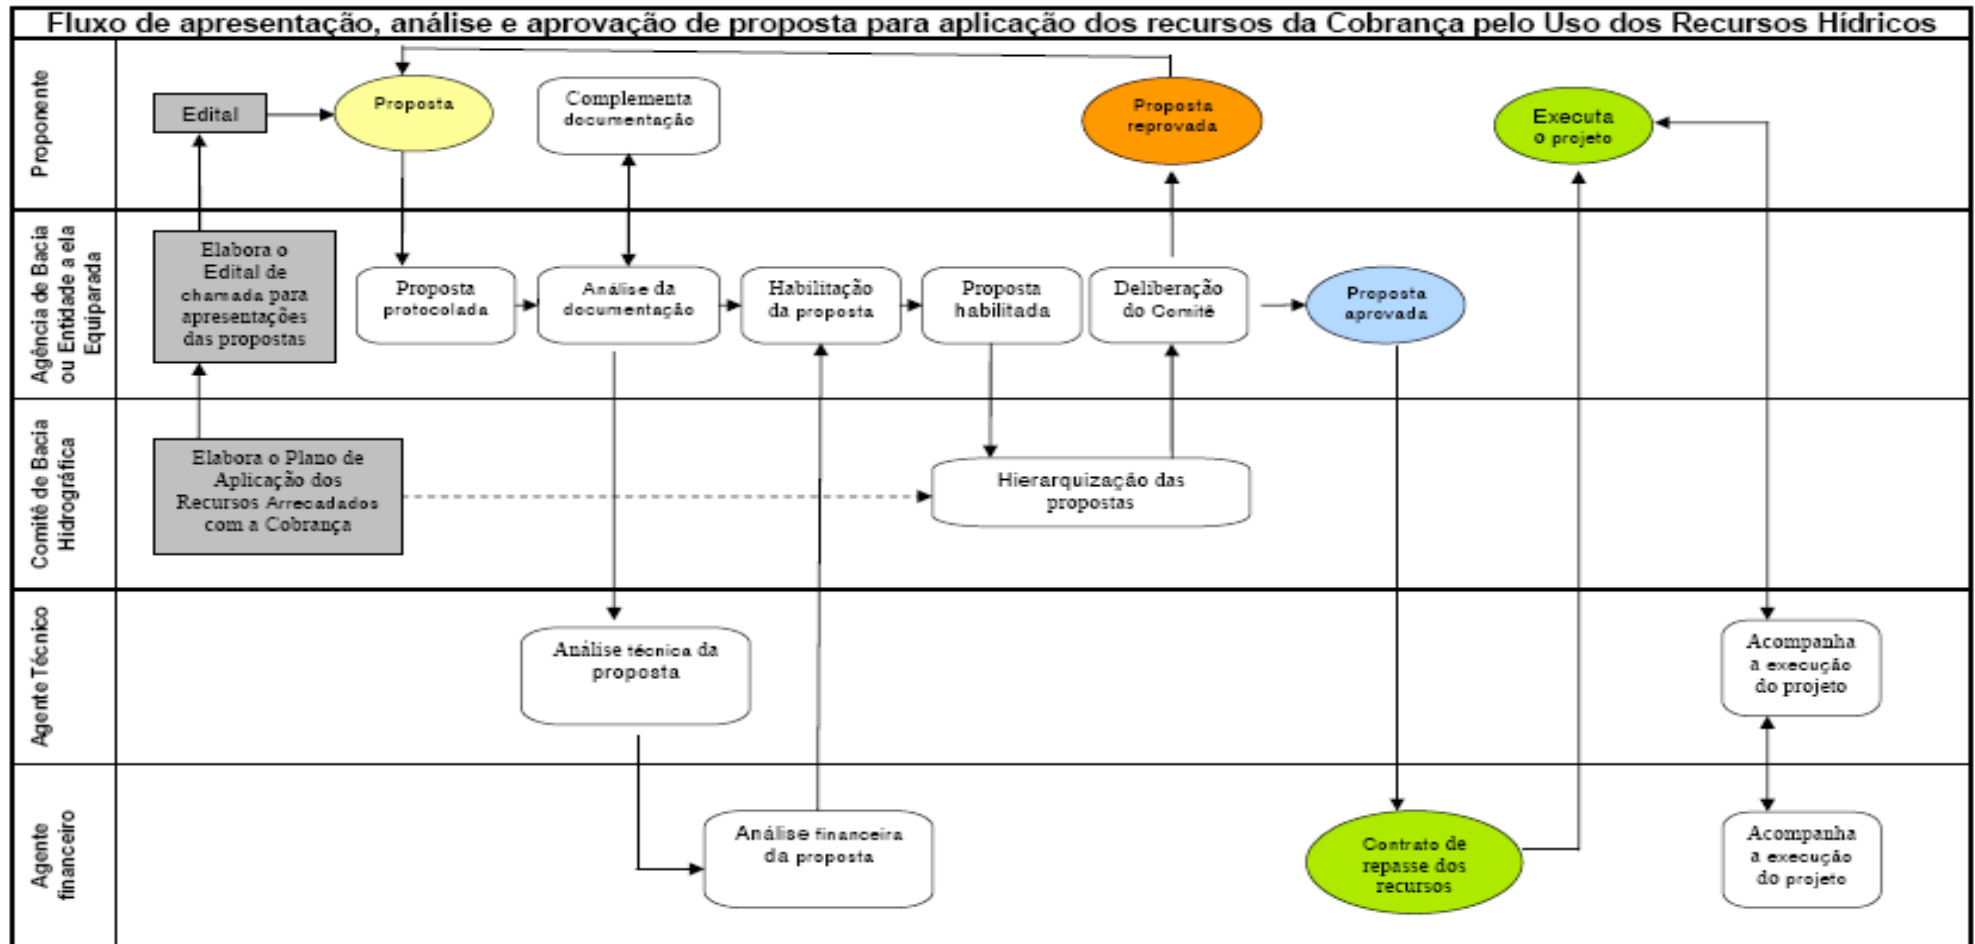 Fluxo de apresentação, análise e aprovação de proposta para aplicação dos recursos da Cobrança pelo Uso dos Recursos Hídricos
Proponente
Edital
Proposta
Complementa
documentação
Proposta
reprovada
Executa
o projeto
Agência de Bacia
ou Entidade a ela
Equiparada
Elabora o
Edital de
chamada para
apresentações
das propostas
Proposta
protocolada
Análise da
documentação
Habilitação
da proposta
Proposta
habilitada
Deliberação
do Comitê
Proposta
aprovada
Comitê de Bacia
Hidrográfica
Elabora o Plano de
Aplicação dos
Recursos Arrecadados
com a Cobrança
Hierarquização das
propostas
Agente Técnico
Análise técnica da
proposta
Acompanha
a execução
do projeto
Agente
financeiro
Análise financeira
da proposta
Contrato de
repasse dos
recursos
Acompanha
a execução
do projeto